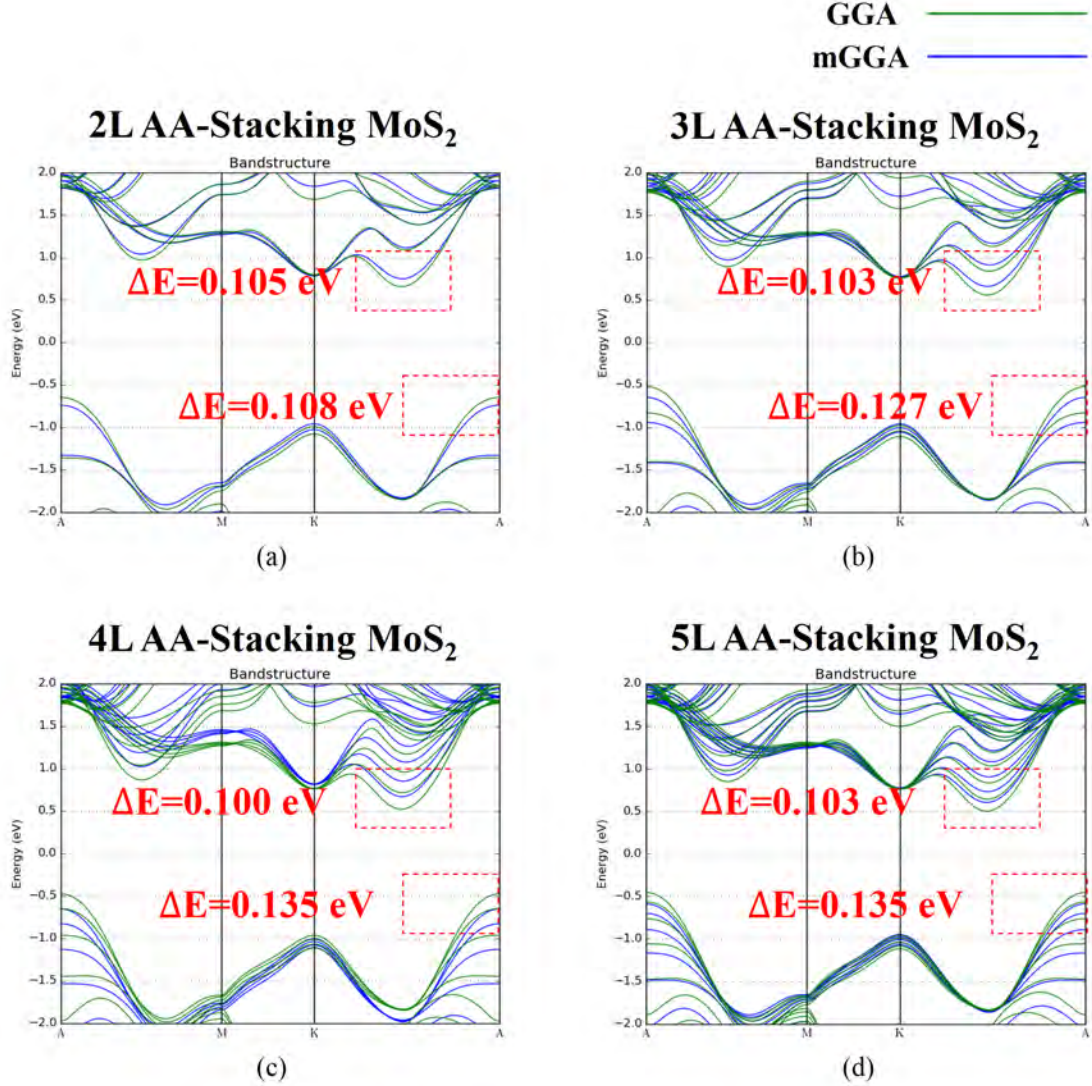 GGA
mGGA
2L AA-Stacking MoS₂
Bandstructure
2.0
1.5
1.0
0.5
0.0
−0.5
−1.0
−1.5
−2.0
Energy (eV)
ΔE=0.105 eV
ΔE=0.108 eV
A
M
K
A
(a)
3L AA-Stacking MoS₂
Bandstructure
2.0
1.5
1.0
0.5
0.0
−0.5
−1.0
−1.5
−2.0
Energy (eV)
ΔE=0.103 eV
ΔE=0.127 eV
A
M
K
A
(b)
4L AA-Stacking MoS₂
Bandstructure
2.0
1.5
1.0
0.5
0.0
−0.5
−1.0
−1.5
−2.0
Energy (eV)
ΔE=0.100 eV
ΔE=0.135 eV
A
M
K
A
(c)
5L AA-Stacking MoS₂
Bandstructure
2.0
1.5
1.0
0.5
0.0
−0.5
−1.0
−1.5
−2.0
Energy (eV)
ΔE=0.103 eV
ΔE=0.135 eV
A
M
K
A
(d)